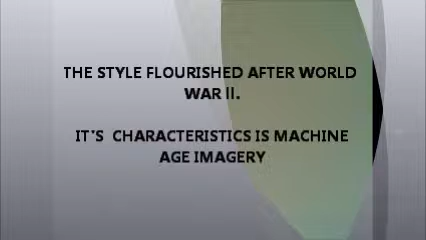 THE STYLE FLOURISHED AFTER WORLD
WAR II.
IT'S CHARACTERISTICS IS MACHINE
AGE IMAGERY